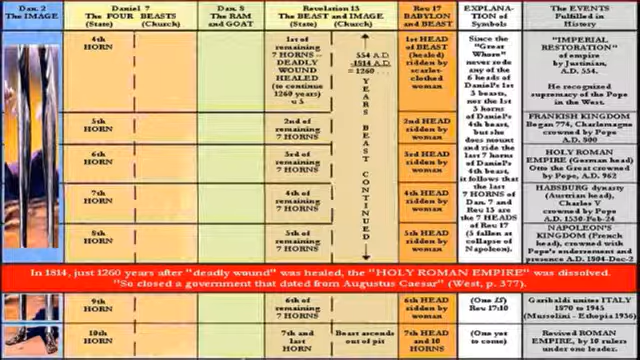 Dan. 2
The IMAGE
Daniel 7
The FOUR BEASTS
(State) (Church)
Dan. 8
The RAM
and GOAT
Revelation 13
The BEAST and IMAGE
(State) (Church)
Rev 17
BABYLON
and BEAST
EXPLANA-
TION of
Symbols
The EVENTS
Fulfilled in
History
4th
HORN
1st of
remaining
7 HORNS--
DEADLY
WOUND
HEALED
(to continue
1260 years)
v 5
554 A.D.
-1814 A.D.
= 1260
YEARS BEAST CONTINUED
1st HEAD
of BEAST
(healed)
ridden by
scarlet-
clothed
woman
Since the
"Great
Whore"
never rode
any of the
6 heads of
Daniel's 1st
3 beasts,
nor the 1st
3 horns
of Daniel's
4th beast,
but she
does mount
and ride the
last 7 horns
of Daniel's
4th beast,
it follows that
the last
7 HORNS of
Dan. 7 and
Rev 13 are
the 7 HEADS
of Rev 17
(5 fallen at
collapse of
Napoleon).
"IMPERIAL
RESTORATION"
of empire
by Justinian,
A.D. 554.
He recognized
supremacy of the Pope
in the West.
5th
HORN
2nd of
remaining
7 HORNS
2nd HEAD
ridden by
woman
FRANKISH KINGDOM
Began 774, Charlemagne
crowned by Pope
A.D. 800
6th
HORN
3rd of
remaining
7 HORNS
3rd HEAD
ridden by
woman
HOLY ROMAN
EMPIRE (German head)
Otto the Great crowned
by Pope, A.D. 962
7th
HORN
4th of
remaining
7 HORNS
4th HEAD
ridden by
woman
HABSBURG dynasty
(Austrian head),
Charles V
crowned by Pope
A.D. 1530-Feb-24
8th
HORN
5th of
remaining
7 HORNS
5th HEAD
ridden by
woman
NAPOLEON'S
KINGDOM (French
head), crowned with
Pope's endorsement and
presence A.D. 1804-Dec-2
In 1814, just 1260 years after "deadly wound" was healed, the "HOLY ROMAN EMPIRE" was dissolved.
"So closed a government that dated from Augustus Caesar" (West, p. 377).
9th
HORN
6th of
remaining
7 HORNS
6th HEAD
ridden by
woman
(One IS)
Rev 17:10
Garibaldi unites ITALY
1870 to 1945
(Mussolini - Ethopia 1936)
10th
HORN
7th and
last
HORN
Beast ascends
out of pit
7th HEAD
and 10
HORNS
(One yet
to come)
Revived ROMAN
EMPIRE, by 10 rulers
under one leader.